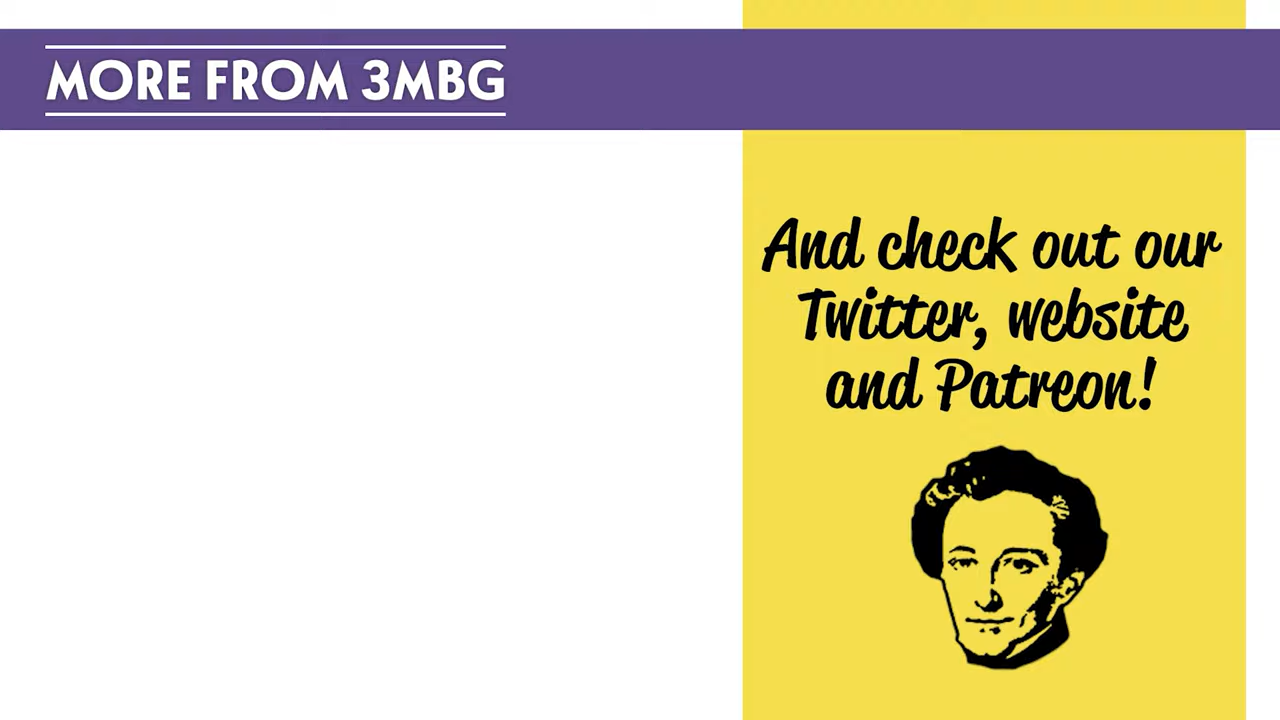 MORE FROM 3MBG
And check out our
Twitter, website
and Patreon!